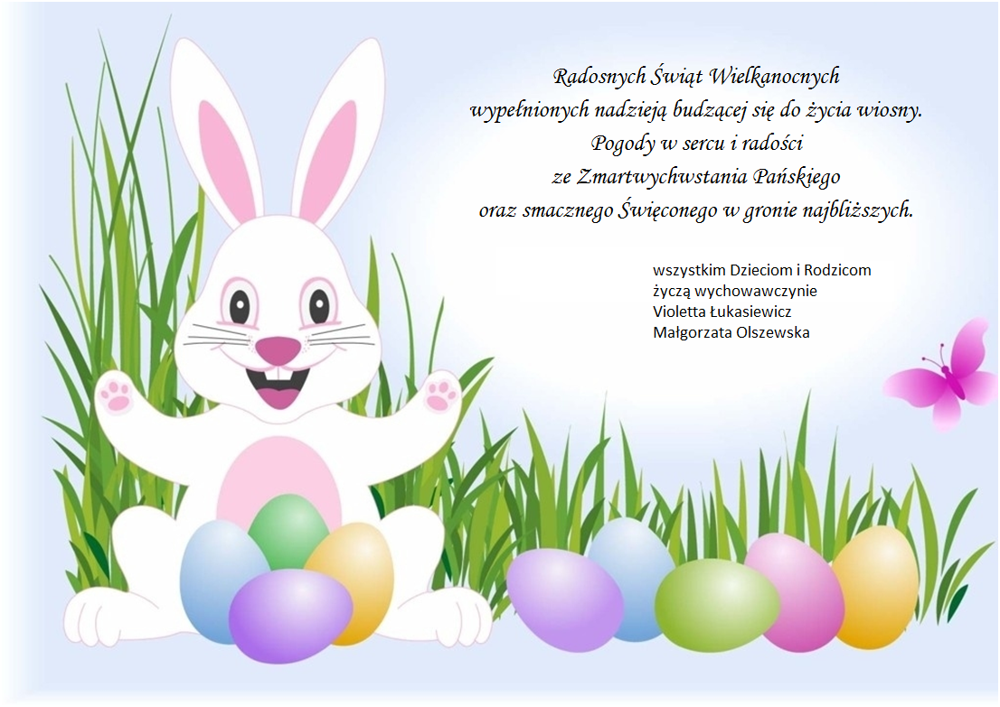 Radosnych Świąt Wielkanocnych
wypełnionych nadzieją budzącej się do życia wiosny.
Pogody w sercu i radości
ze Zmartwychwstania Pańskiego
oraz smacznego Święconego w gronie najbliższych.
wszystkim Dzieciom i Rodzicom
życzą wychowawczynie
Violetta Łukasiewicz
Małgorzata Olszewska